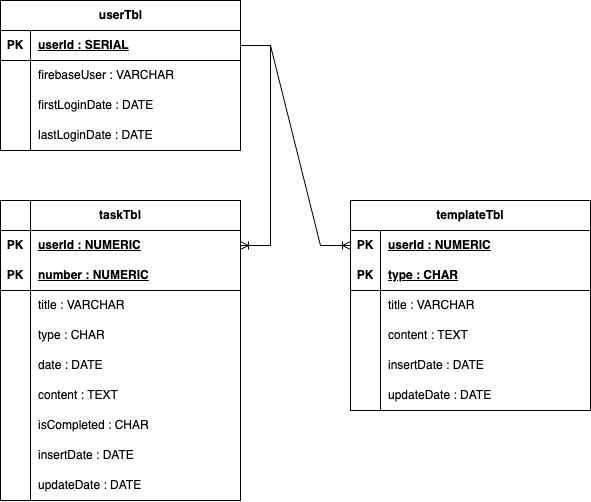 userTbl
PK userId : SERIAL
firebaseUser : VARCHAR
firstLoginDate : DATE
lastLoginDate : DATE
taskTbl
PK userId : NUMERIC
PK number : NUMERIC
title : VARCHAR
type : CHAR
date : DATE
content : TEXT
isCompleted : CHAR
insertDate : DATE
updateDate : DATE
templateTbl
PK userId : NUMERIC
PK type : CHAR
title : VARCHAR
content : TEXT
insertDate : DATE
updateDate : DATE